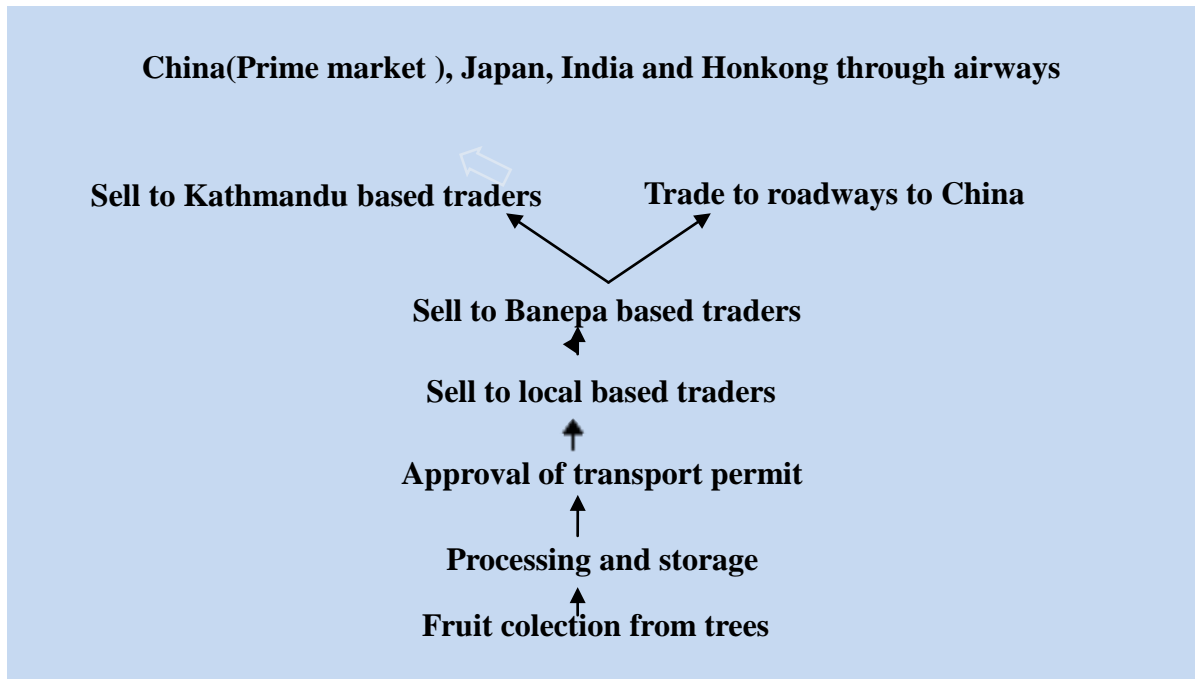 China(Prime market ), Japan, India and Honkong through airways
Sell to Kathmandu based traders
Trade to roadways to China
Sell to Banepa based traders
Sell to local based traders
Approval of transport permit
Processing and storage
Fruit colection from trees